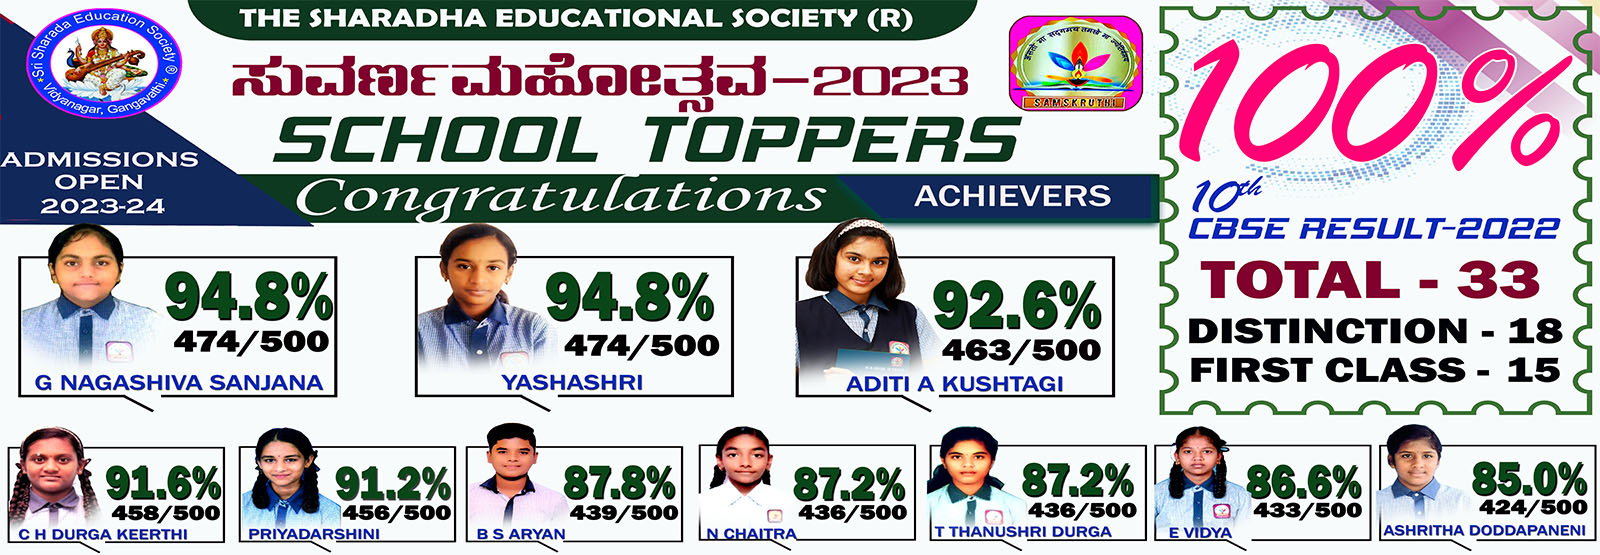 THE SHARADHA EDUCATIONAL SOCIETY (R)
Sri Sharada Education Society ®
Vidyanagar, Gangavathi.
ಸುವರ್ಣ ಮಹೋತ್ಸವ-2023
SAMSKRUTHI
SCHOOL TOPPERS
ADMISSIONS
OPEN
2023-24
Congratulations
ACHIEVERS
100%
10th
CBSE RESULT-2022
TOTAL - 33
DISTINCTION - 18
FIRST CLASS - 15
94.8%
474/500
G NAGASHIVA SANJANA
94.8%
474/500
YASHASHRI
92.6%
463/500
ADITI A KUSHTAGI
91.6%
458/500
C H DURGA KEERTHI
91.2%
456/500
PRIYADARSHINI
87.8%
439/500
B S ARYAN
87.2%
436/500
N CHAITRA
87.2%
436/500
T THANUSHRI DURGA
86.6%
433/500
E VIDYA
85.0%
424/500
ASHRITHA DODDAPANENI